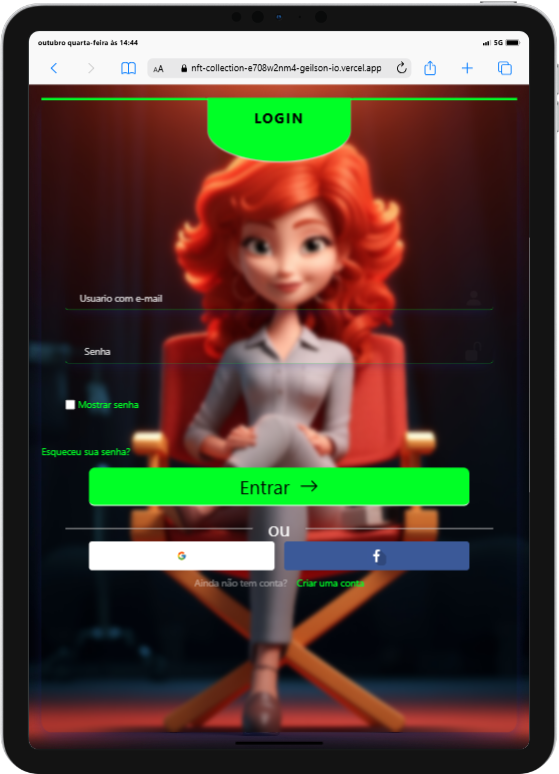 outubro quarta-feira às 14:44
5G
AA
nft-collection-e708w2nm4-geilson-io.vercel.app
LOGIN
Usuario com e-mail
Senha
Mostrar senha
Esqueceu sua senha?
Entrar →
ou
G
f
Ainda não tem conta? Criar uma conta